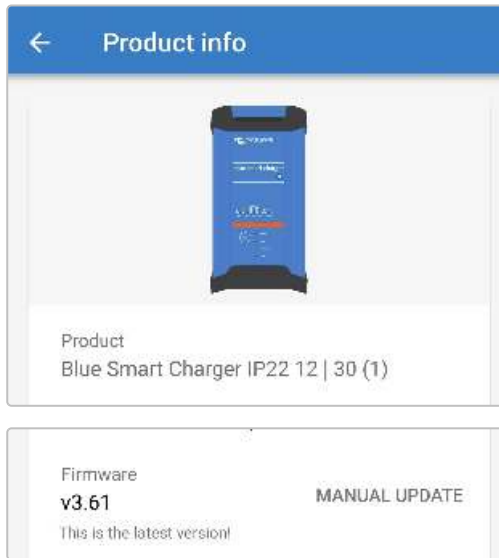 Product info
Product
Blue Smart Charger IP22 12 | 30 (1)
Firmware
v3.61
MANUAL UPDATE
This is the latest version!